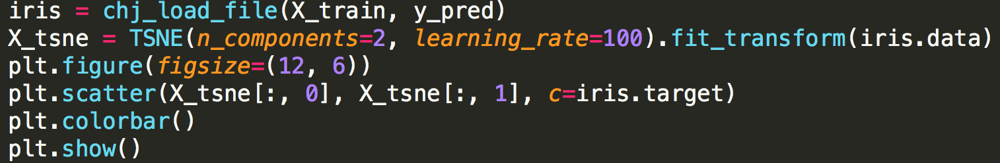 iris = chj_load_file(X_train, y_pred)
X_tsne = TSNE(n_components=2, learning_rate=100).fit_transform(iris.data)
plt.figure(figsize=(12, 6))
plt.scatter(X_tsne[:, 0], X_tsne[:, 1], c=iris.target)
plt.colorbar()
plt.show()